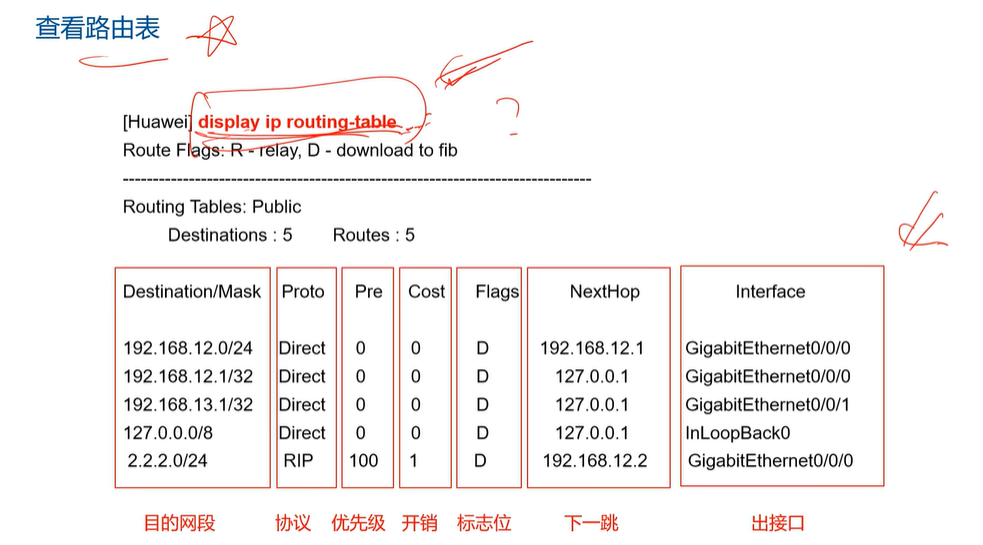 查看路由表
[Huawei] display ip routing-table
?
Route Flags: R - relay, D - download to fib
------------------------------------------------------------------------------
Routing Tables: Public
Destinations : 5 Routes : 5
Destination/Mask Proto Pre Cost Flags NextHop Interface
192.168.12.0/24 Direct 0 0 D 192.168.12.1 GigabitEthernet0/0/0
192.168.12.1/32 Direct 0 0 D 127.0.0.1 GigabitEthernet0/0/0
192.168.13.1/32 Direct 0 0 D 127.0.0.1 GigabitEthernet0/0/1
127.0.0.0/8 Direct 0 0 D 127.0.0.1 InLoopBack0
2.2.2.0/24 RIP 100 1 D 192.168.12.2 GigabitEthernet0/0/0
目的网段 协议 优先级 开销 标志位 下一跳 出接口